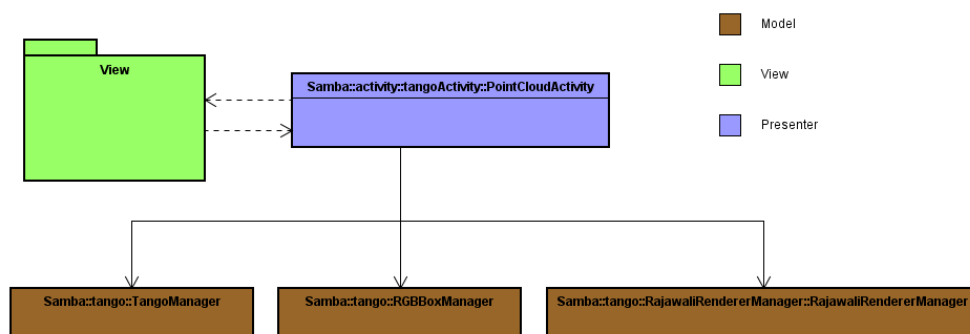 Model
View
View
Samba::activity::tangoActivity::PointCloudActivity
Presenter
Samba::tango::TangoManager
Samba::tango::RGBBoxManager
Samba::tango::RajawaliRendererManager::RajawaliRendererManager